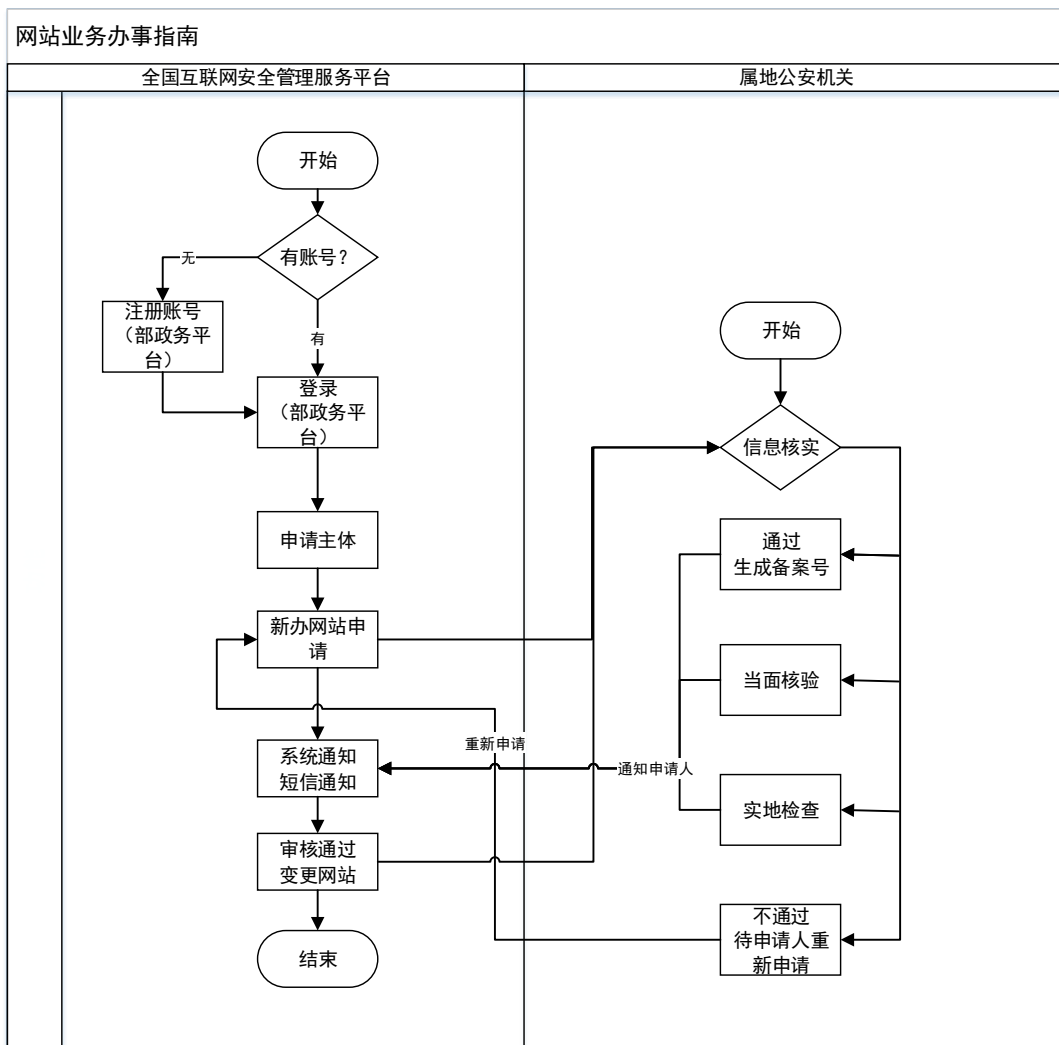 网站业务办事指南
全国互联网安全管理服务平台
属地公安机关
开始
有账号？
无
注册账号
（部政务平
台）
有
登录
（部政务平
台）
申请主体
新办网站申
请
重新申请
系统通知
短信通知
审核通过
变更网站
结束
开始
信息核实
通过
生成备案号
当面核验
通知申请人
实地检查
不通过
待申请人重
新申请